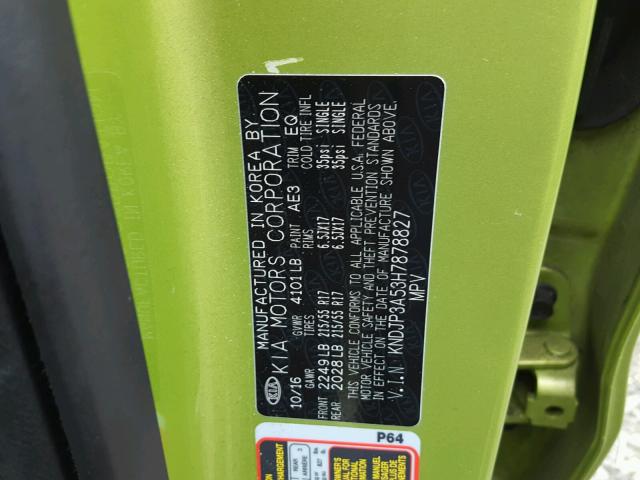 MANUFACTURED IN KOREA BY
KIA KIA MOTORS CORPORATION
10/16 GVWR 4101LB PAINT AE3 TRIM EQ
GAWR TIRES RIMS COLD TIRE INFL
FRONT 2249LB 215/55 R17 6.5JX17 35psi SINGLE
REAR 2028LB 215/55 R17 6.5JX17 35psi SINGLE
THIS VEHICLE CONFORMS TO ALL APPLICABLE U.S.A. FEDERAL
MOTOR VEHICLE SAFETY AND THEFT PREVENTION STANDARDS
IN EFFECT ON THE DATE OF MANUFACTURE SHOWN ABOVE.
V.I.N. KNDJP3A53H7878827
MPV
P64
REAR
ARRIERE